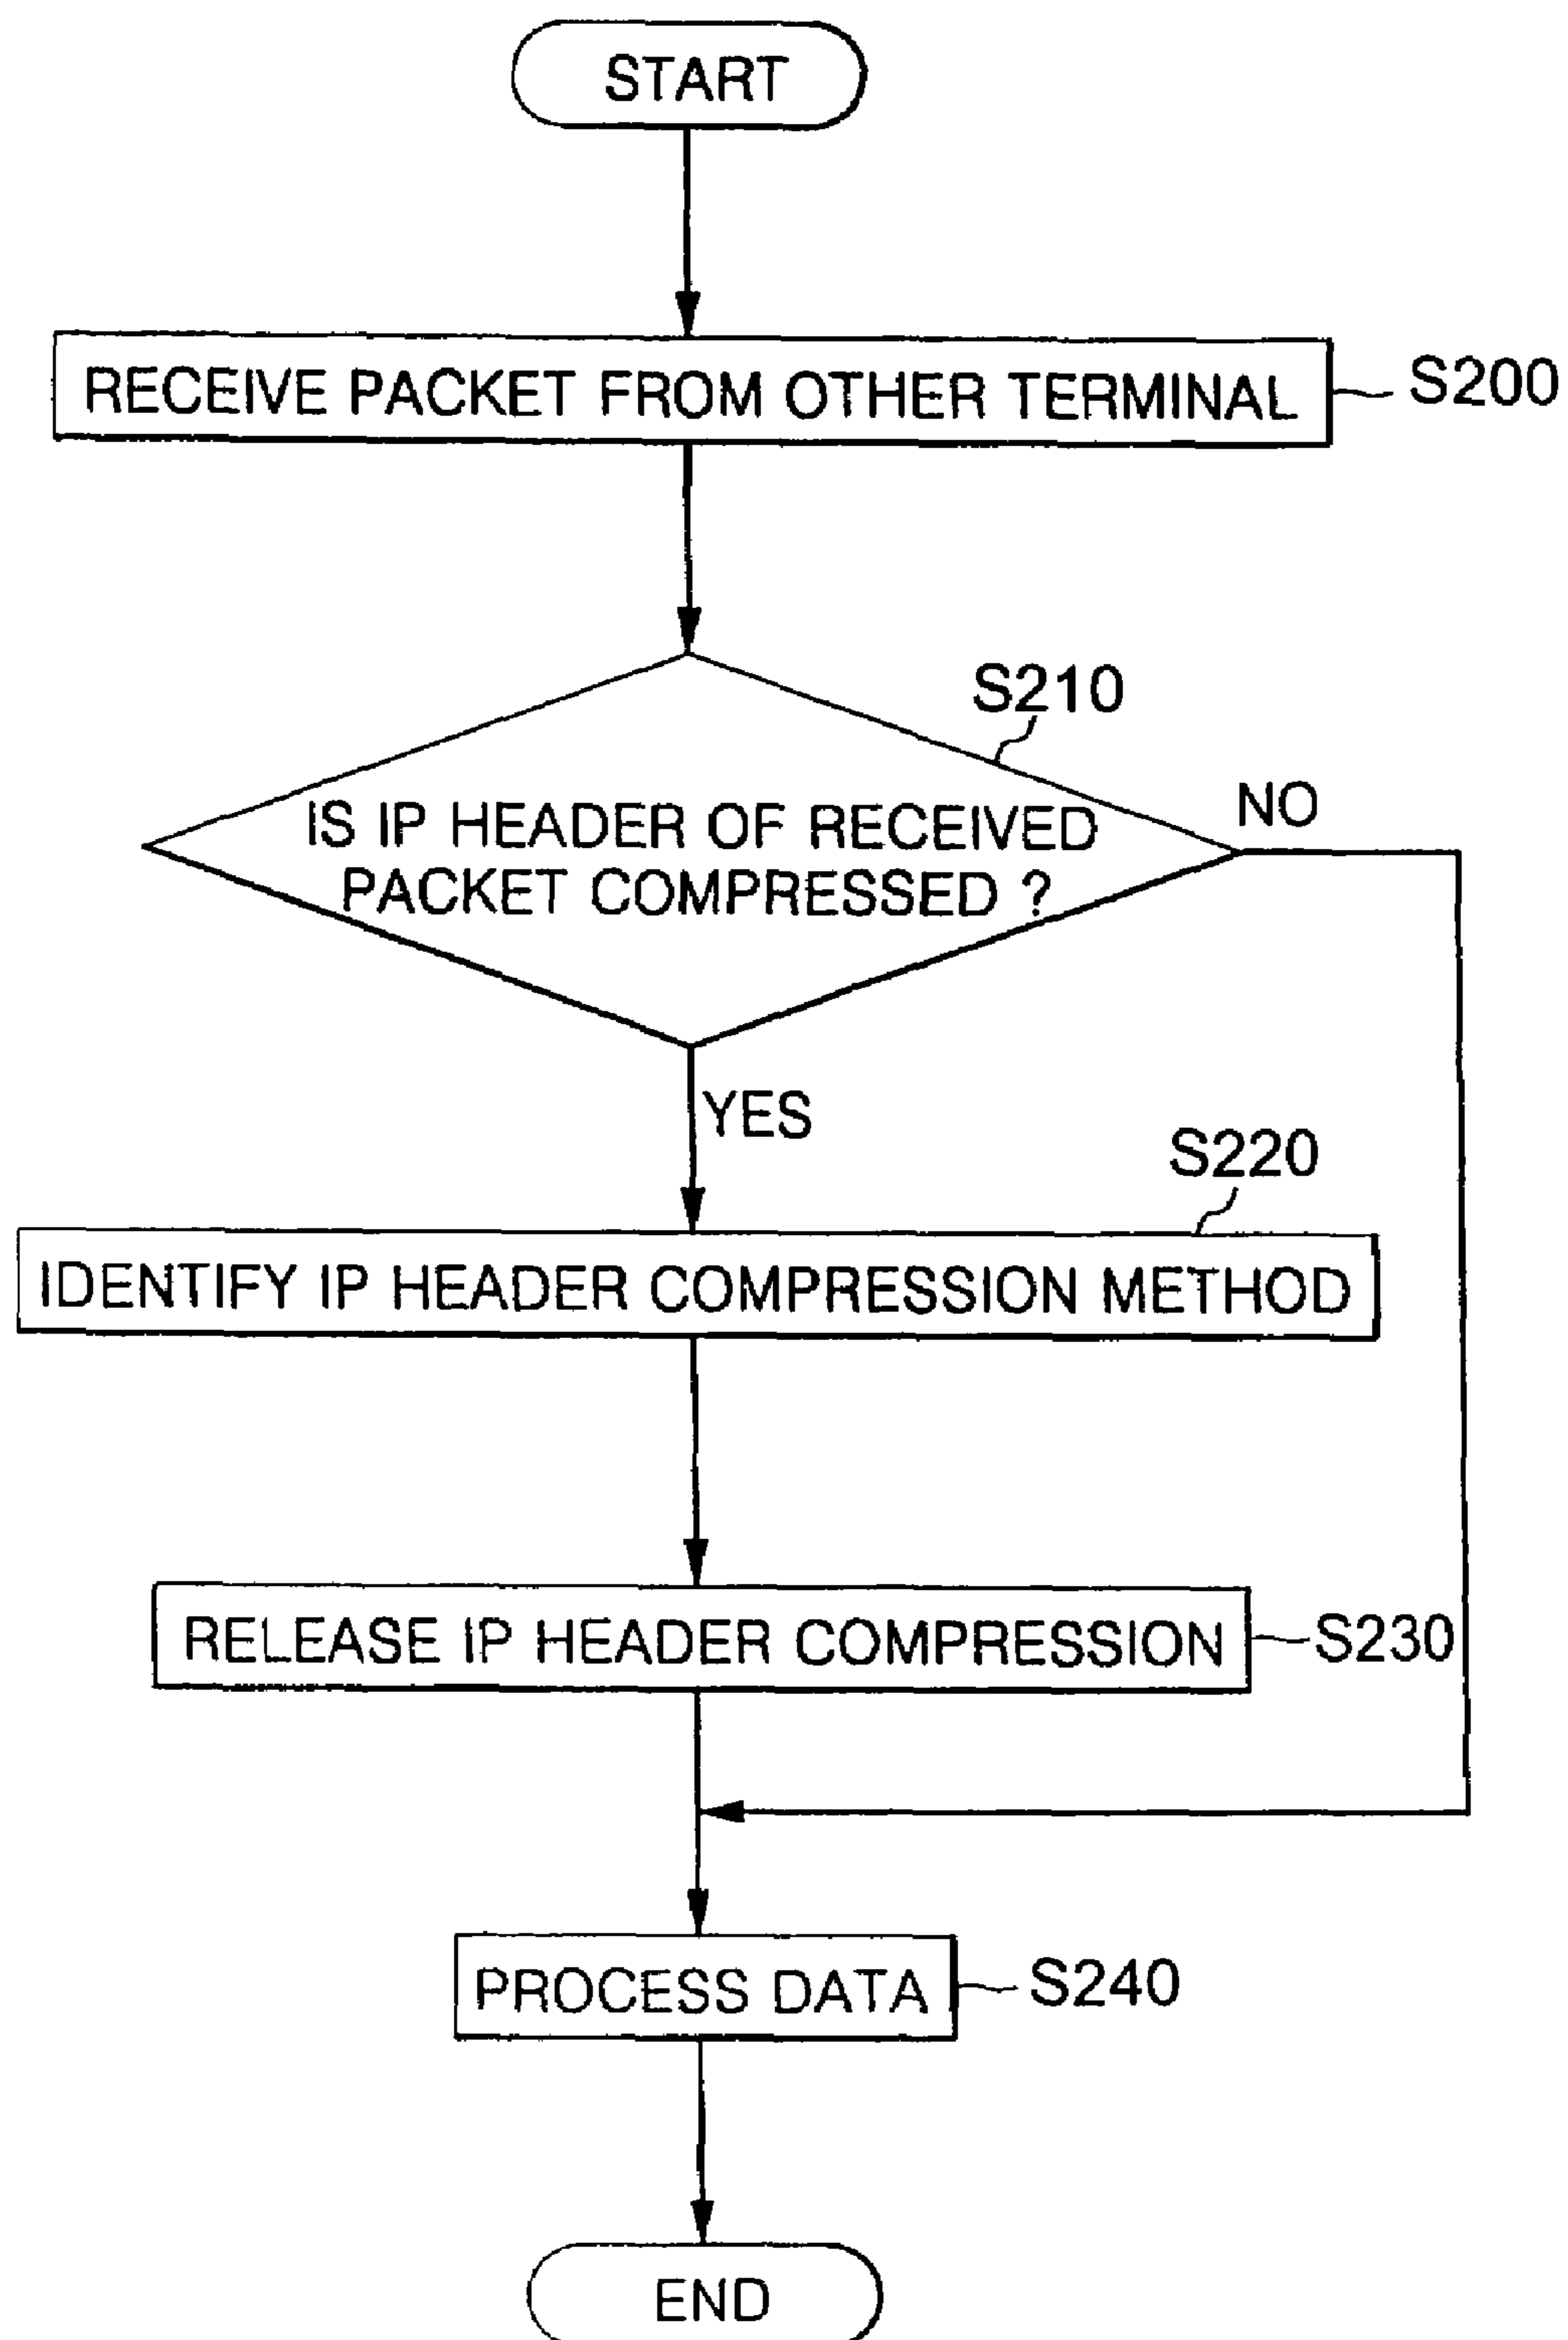 START
RECEIVE PACKET FROM OTHER TERMINAL
S200
S210
IS IP HEADER OF RECEIVED
PACKET COMPRESSED ?
NO
YES
S220
IDENTIFY IP HEADER COMPRESSION METHOD
RELEASE IP HEADER COMPRESSION
S230
PROCESS DATA
S240
END